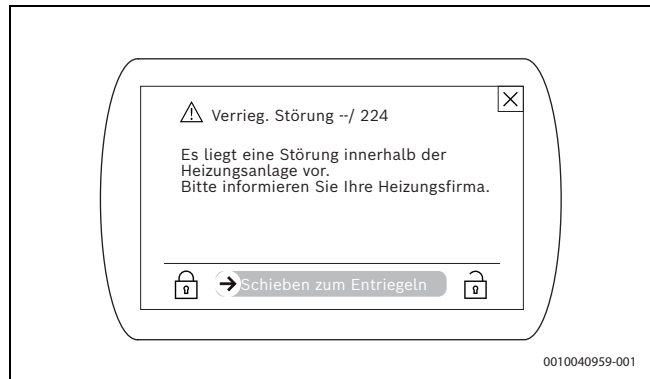 Verrieg. Störung --/ 224
Es liegt eine Störung innerhalb der
Heizungsanlage vor.
Bitte informieren Sie Ihre Heizungsfirma.
Schieben zum Entriegeln
0010040959-001